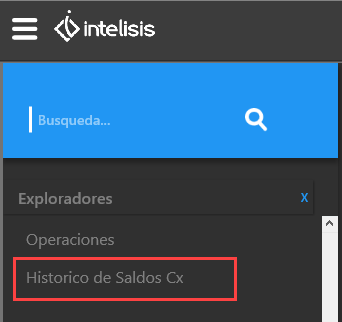 intelisis
Busqueda...
Exploradores
x
Operaciones
Historico de Saldos Cx